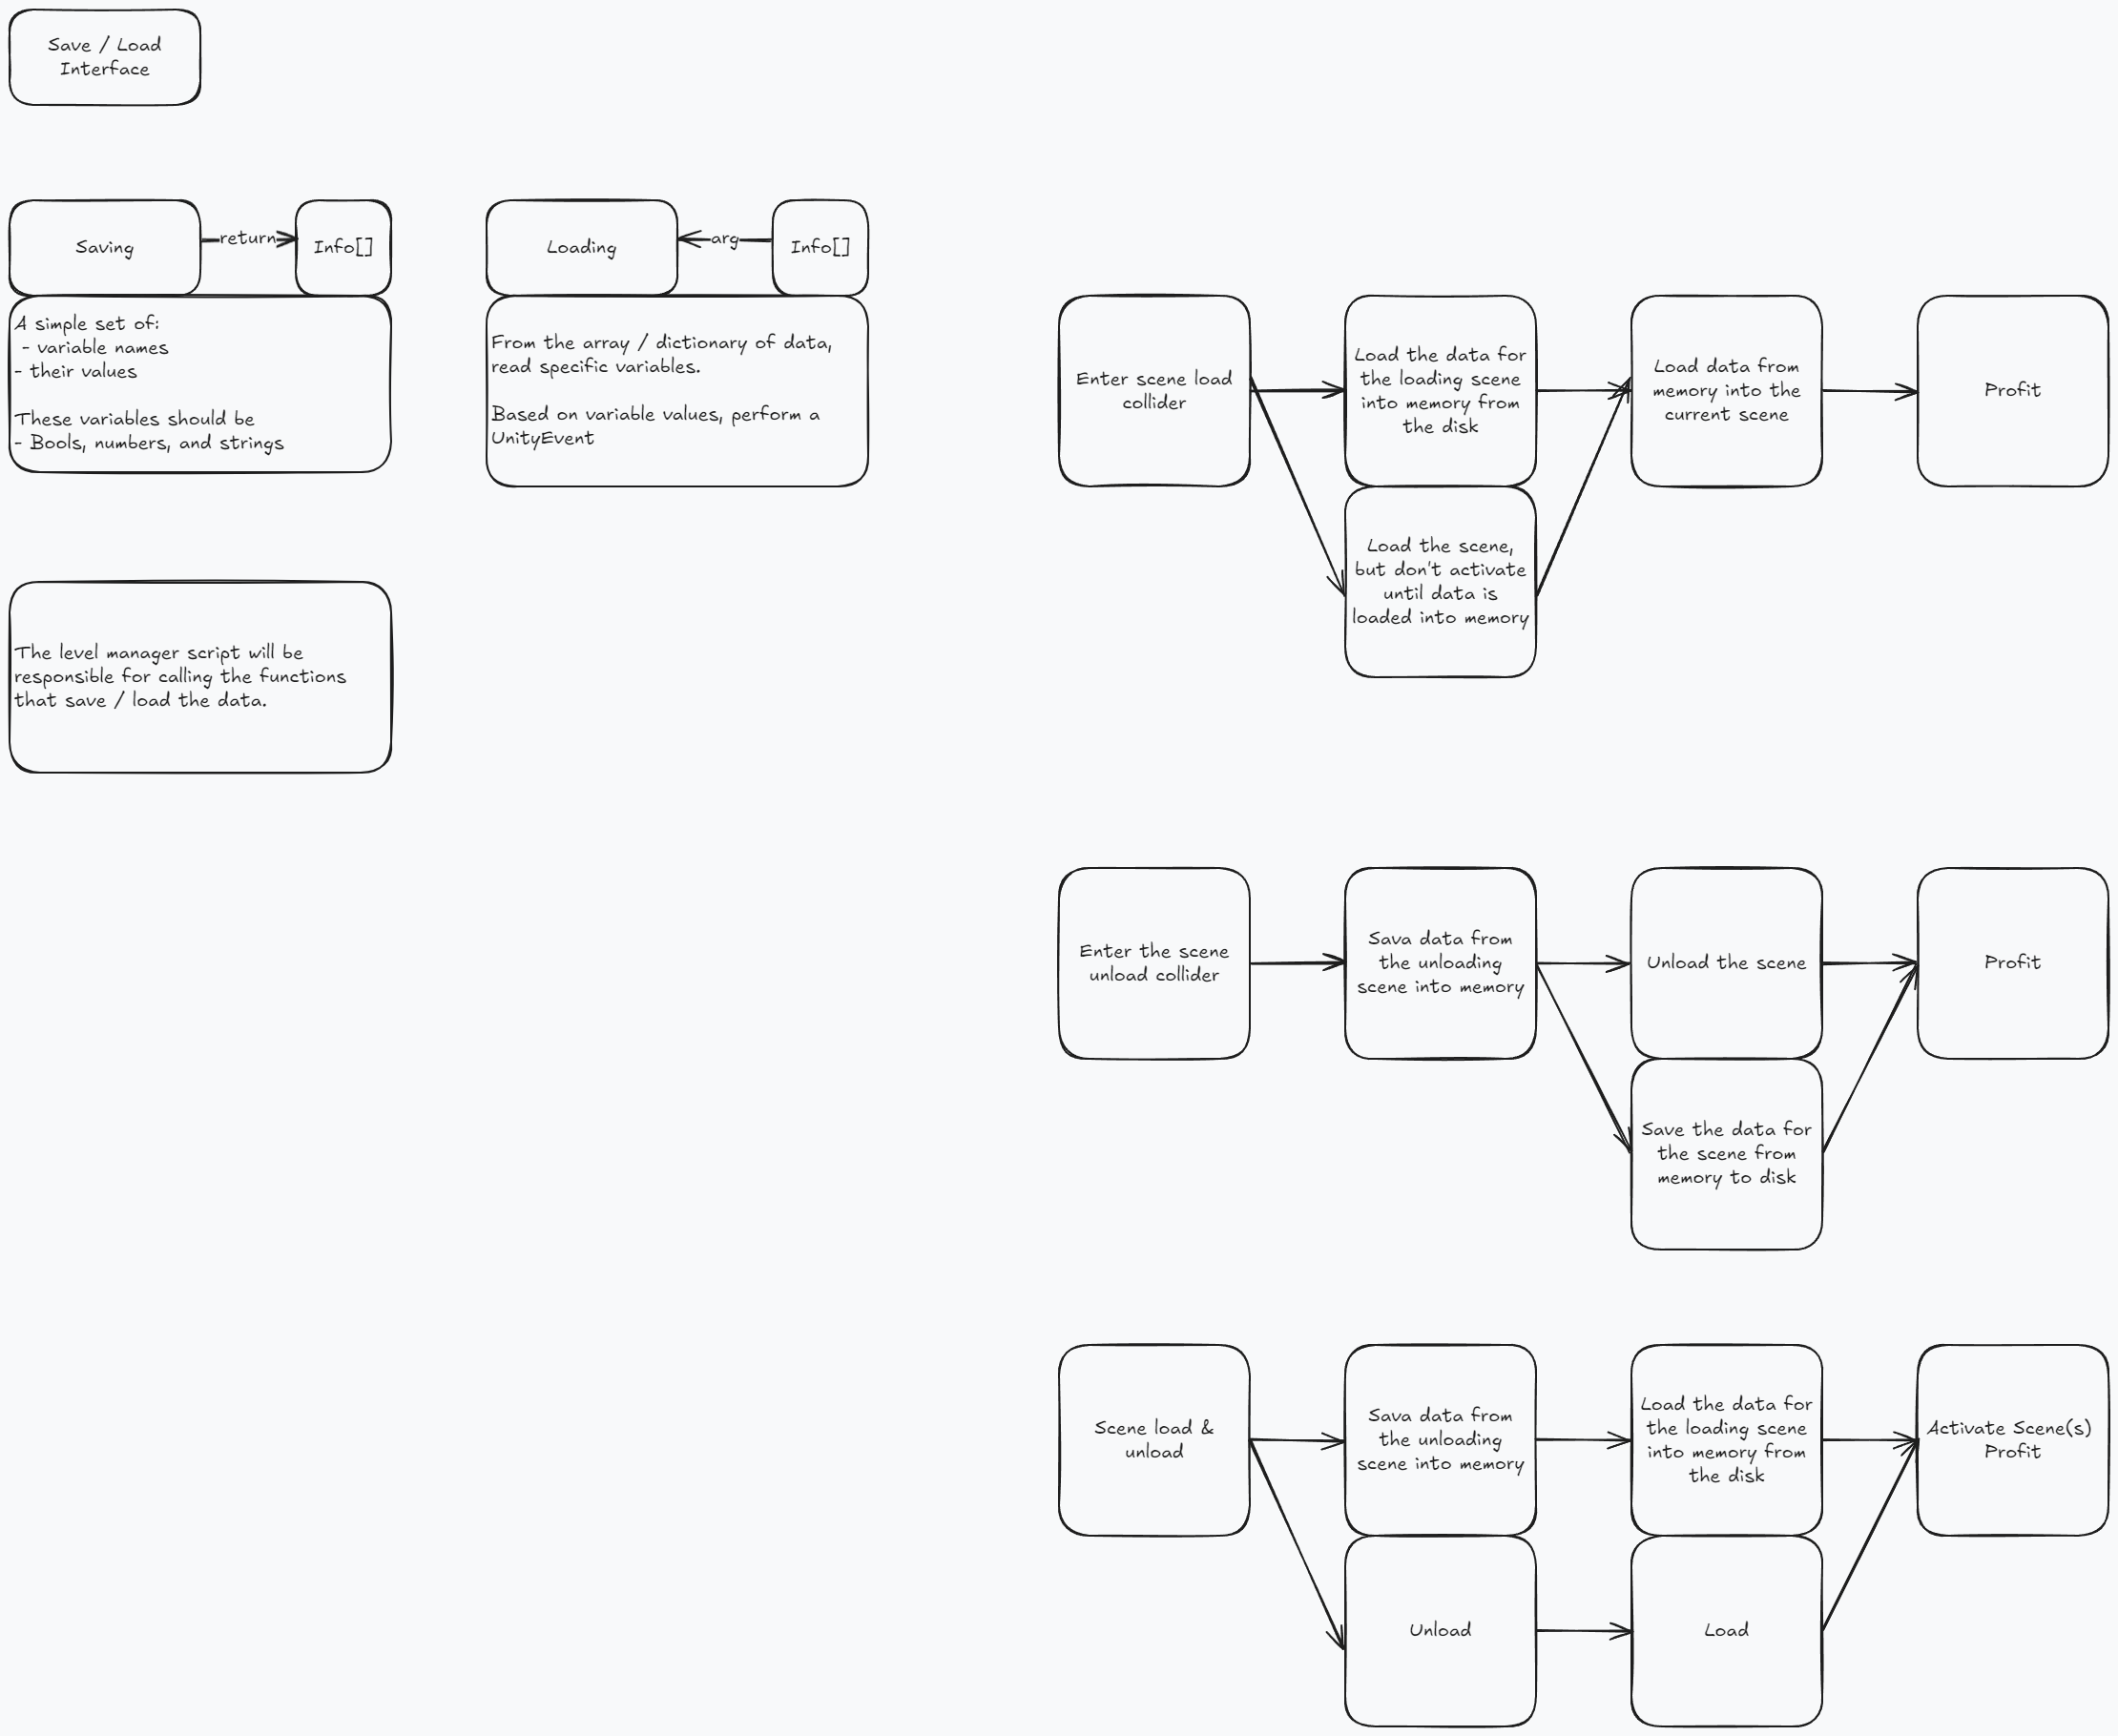 Save / Load
Interface
Saving
return
Info[]
A simple set of:
- variable names
- their values
These variables should be
- Bools, numbers, and strings
Loading
arg
Info[]
From the array / dictionary of data,
read specific variables.
Based on variable values, perform a
UnityEvent
The level manager script will be
responsible for calling the functions
that save / load the data.
Enter scene load
collider
Load the data for
the loading scene
into memory from
the disk
Load the scene,
but don't activate
until data is
loaded into memory
Load data from
memory into the
current scene
Profit
Enter the scene
unload collider
Sava data from
the unloading
scene into memory
Unload the scene
Save the data for
the scene from
memory to disk
Profit
Scene load &
unload
Sava data from
the unloading
scene into memory
Load the data for
the loading scene
into memory from
the disk
Activate Scene(s)
Profit
Unload
Load